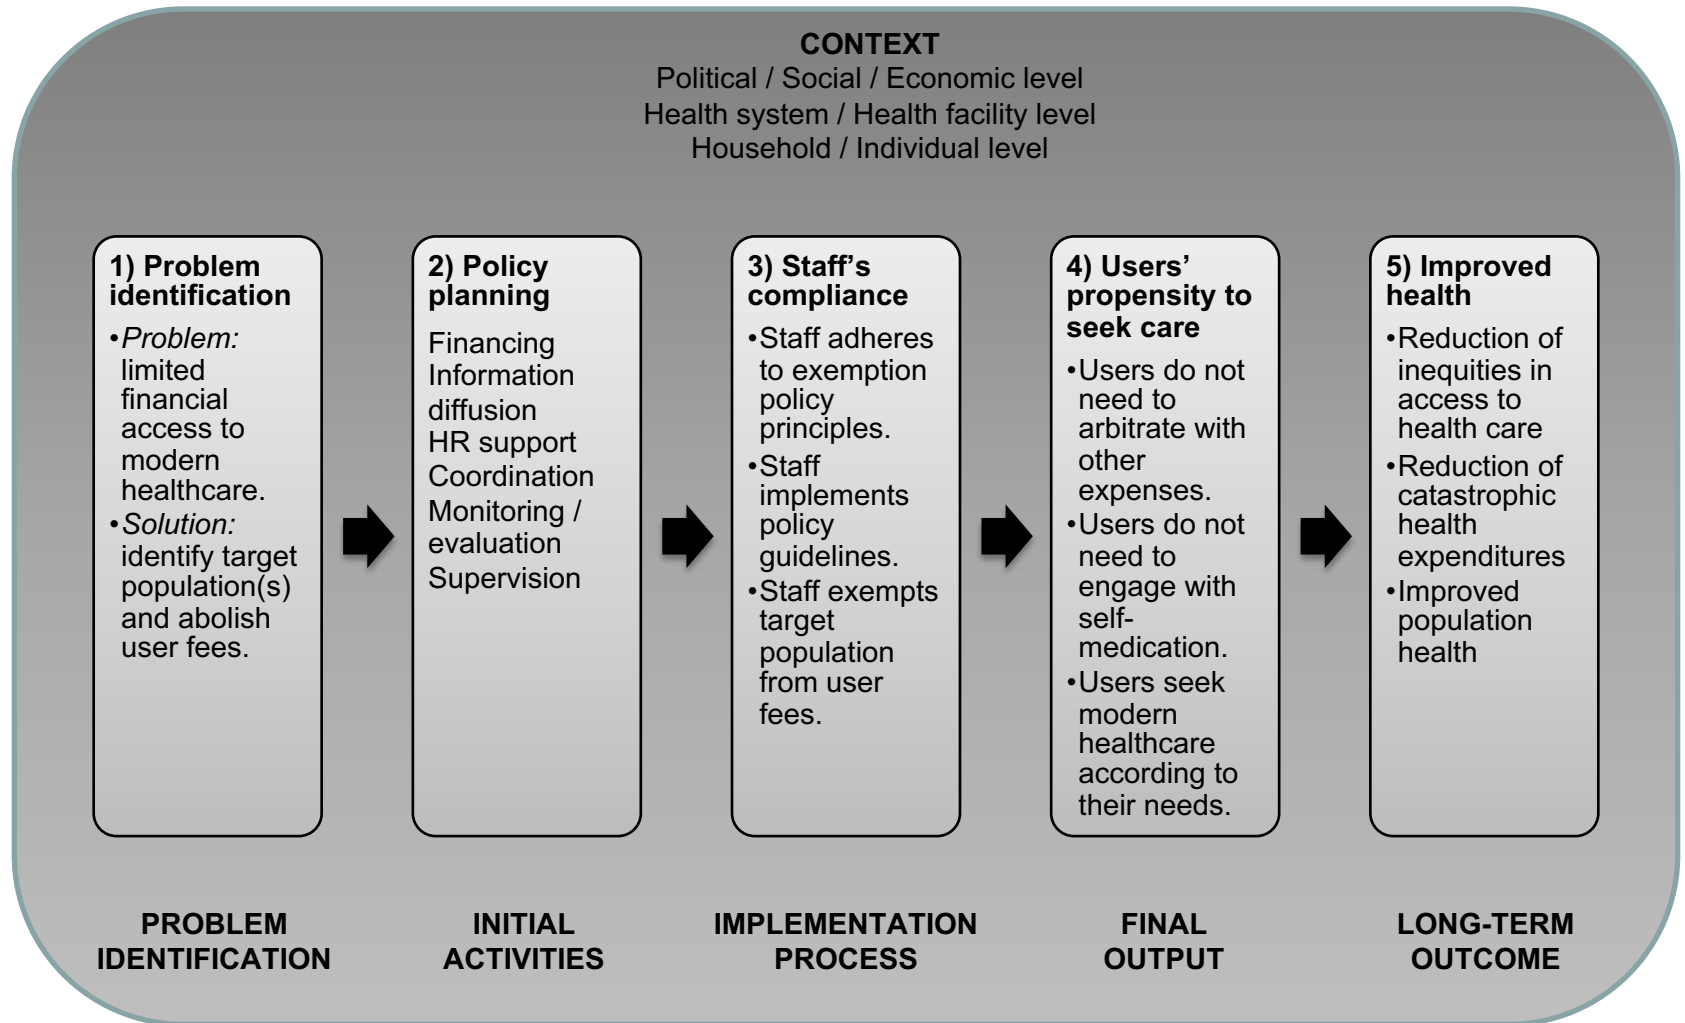 CONTEXT
Political / Social / Economic level
Health system / Health facility level
Household / Individual level
1) Problem
identification
•Problem:
limited
financial
access to
modern
healthcare.
•Solution:
identify target
population(s)
and abolish
user fees.
2) Policy
planning
Financing
Information
diffusion
HR support
Coordination
Monitoring /
evaluation
Supervision
3) Staff’s
compliance
•Staff adheres
to exemption
policy
principles.
•Staff
implements
policy
guidelines.
•Staff exempts
target
population
from user
fees.
4) Users’
propensity to
seek care
•Users do not
need to
arbitrate with
other
expenses.
•Users do not
need to
engage with
self-
medication.
•Users seek
modern
healthcare
according to
their needs.
5) Improved
health
•Reduction of
inequities in
access to
health care
•Reduction of
catastrophic
health
expenditures
•Improved
population
health
PROBLEM
IDENTIFICATION
INITIAL
ACTIVITIES
IMPLEMENTATION
PROCESS
FINAL
OUTPUT
LONG-TERM
OUTCOME